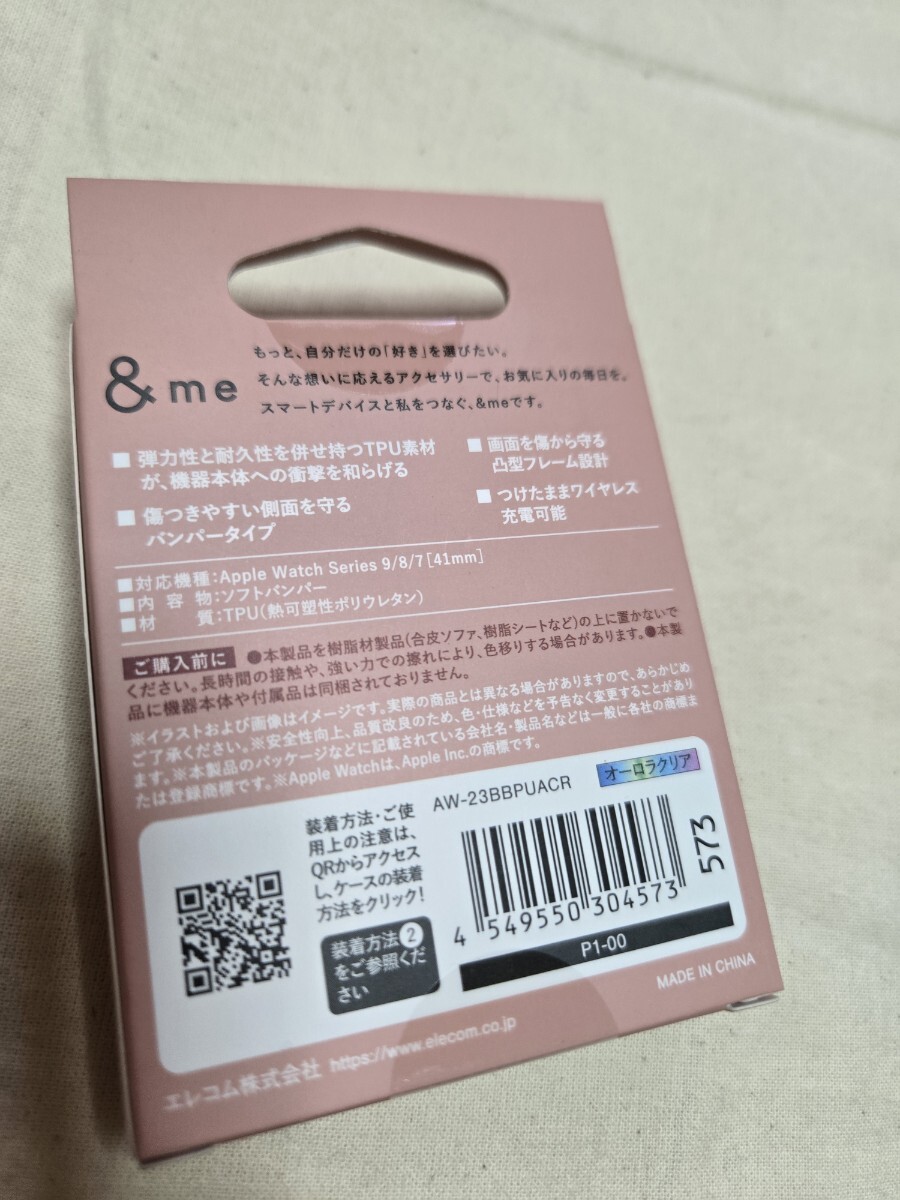 もっと、自分だけの「好き」を選びたい。
そんな想いに応えるアクセサリーで、お気に入りの毎日を。
スマートデバイスと私をつなぐ、&meです。
&me
■ 弾力性と耐久性を併せ持つTPU素材
が、機器本体への衝撃を和らげる
■ 傷つきやすい側面を守る
バンパータイプ
■ 画面を傷から守る
凸型フレーム設計
■ つけたままワイヤレス
充電可能
■対応機種:Apple Watch Series 9/8/7[41mm]
■内容物:ソフトバンパー
■材質:TPU(熱可塑性ポリウレタン)
ご購入前に ●本製品を樹脂材製品(合皮ソファ、樹脂シートなど)の上に置かないで
ください。長時間の接触や、強い力での擦れにより、色移りする場合があります。●本製
品に機器本体や付属品は同梱されておりません。
※イラストおよび画像はイメージです。実際の商品とは異なる場合がありますので、あらかじめ
ご了承ください。※安全性向上、品質改良のため、色・仕様などを予告なく変更することがあり
ます。※本製品のパッケージなどに記載されている会社名・製品名などは一般に各社の商標ま
たは登録商標です。※Apple Watchは、Apple Inc.の商標です。
装着方法・ご使
用上の注意は、
QRからアクセス
し、ケースの装着
方法をクリック!
装着方法2
をご参照くだ
さい
AW-23BBPUACR
オーロラクリア
573
4 549550 304573
P1-00
MADE IN CHINA
エレコム株式会社 https://www.elecom.co.jp